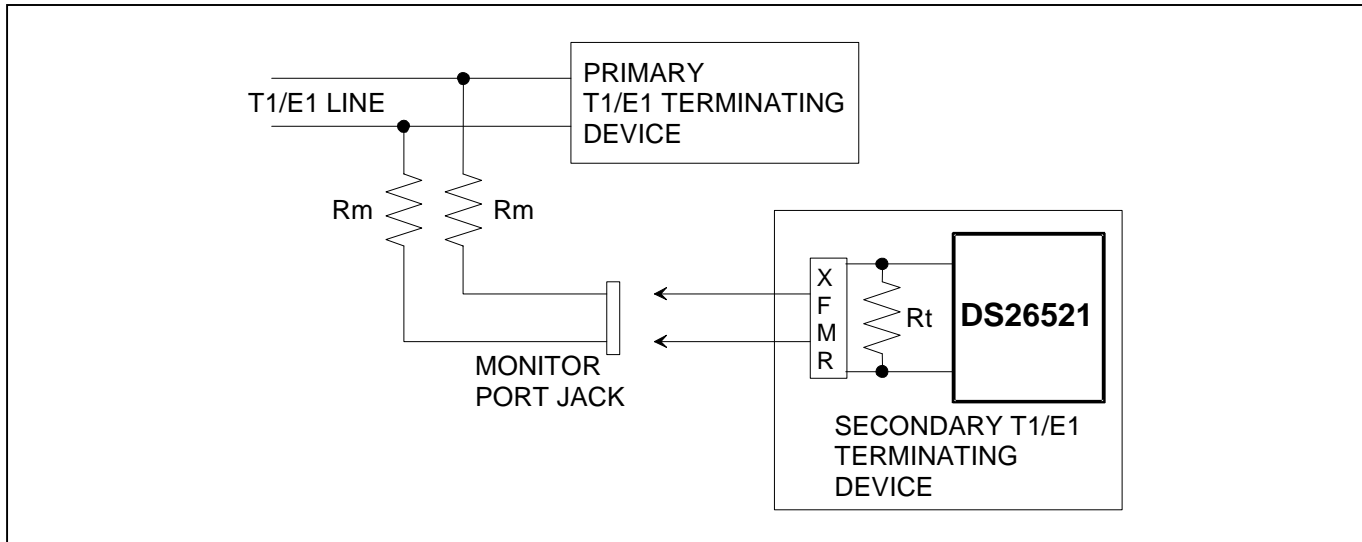 PRIMARY
T1/E1 TERMINATING
DEVICE
T1/E1 LINE
Rm
Rm
MONITOR
PORT JACK
X
F
M
R
Rt
DS26521
SECONDARY T1/E1
TERMINATING
DEVICE